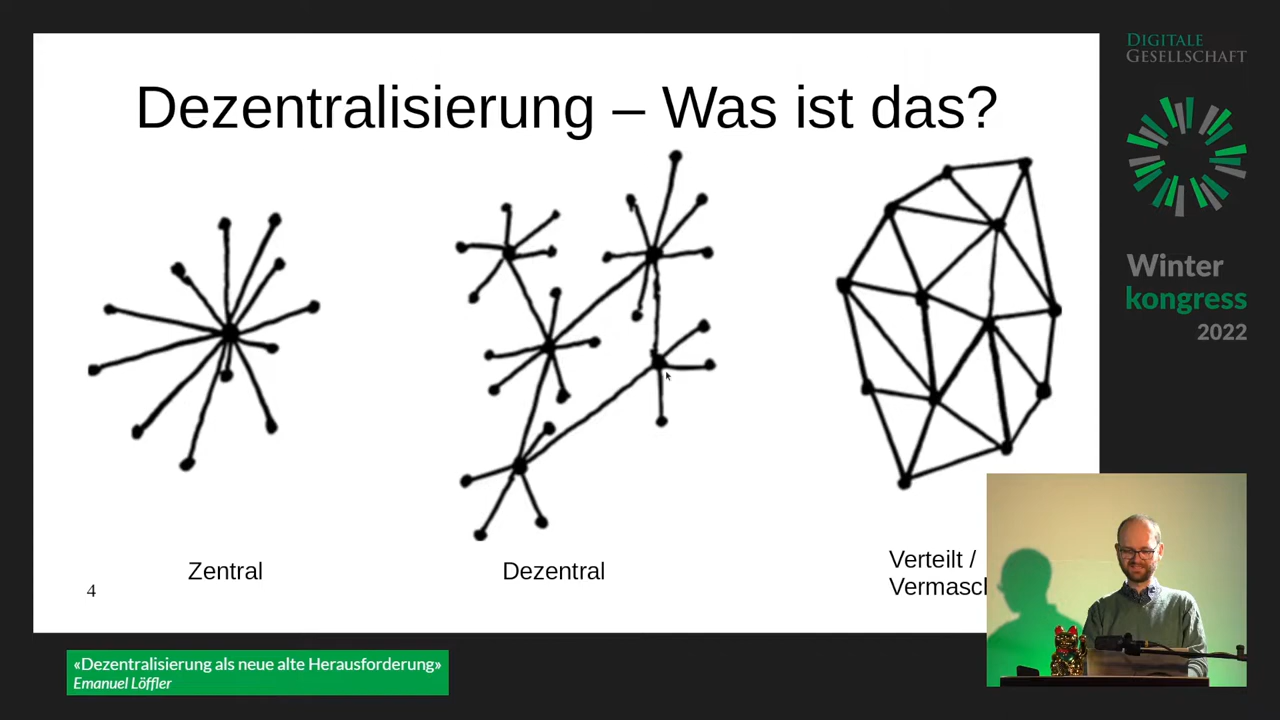 Dezentralisierung – Was ist das?
Zentral
Dezentral
Verteilt /
4
DIGITALE
GESELLSCHAFT
Winter
kongress
2022
«Dezentralisierung als neue alte Herausforderung»
Emanuel Löffler